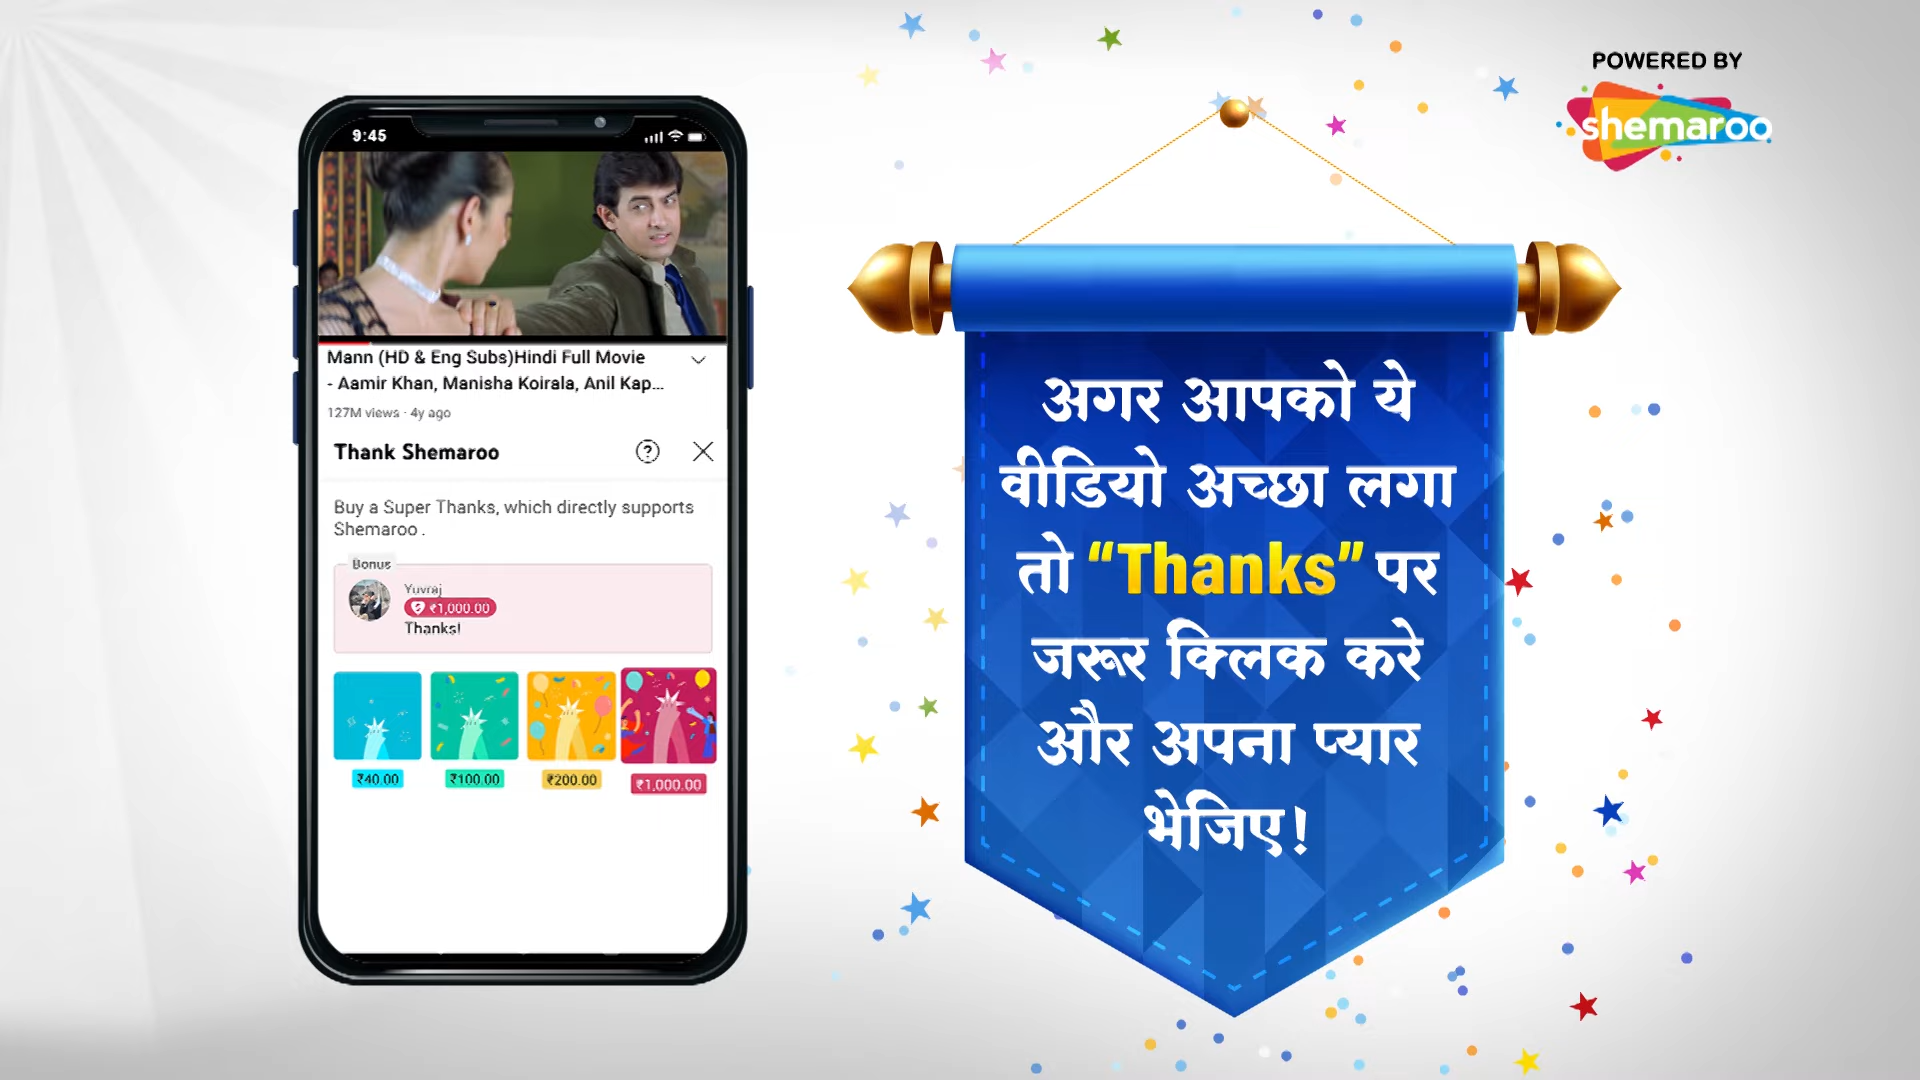 9:45
Mann (HD & Eng Subs)Hindi Full Movie
- Aamir Khan, Manisha Koirala, Anil Kap...
127M views · 4y ago
Thank Shemaroo
?
Buy a Super Thanks, which directly supports
Shemaroo .
Bonus
Yuvraj
₹1,000.00
Thanks!
₹40.00
₹100.00
₹200.00
₹1,000.00
POWERED BY
shemaroo
अगर आपको ये
वीडियो अच्छा लगा
तो “Thanks” पर
जरूर क्लिक करे
और अपना प्यार
भेजिए!